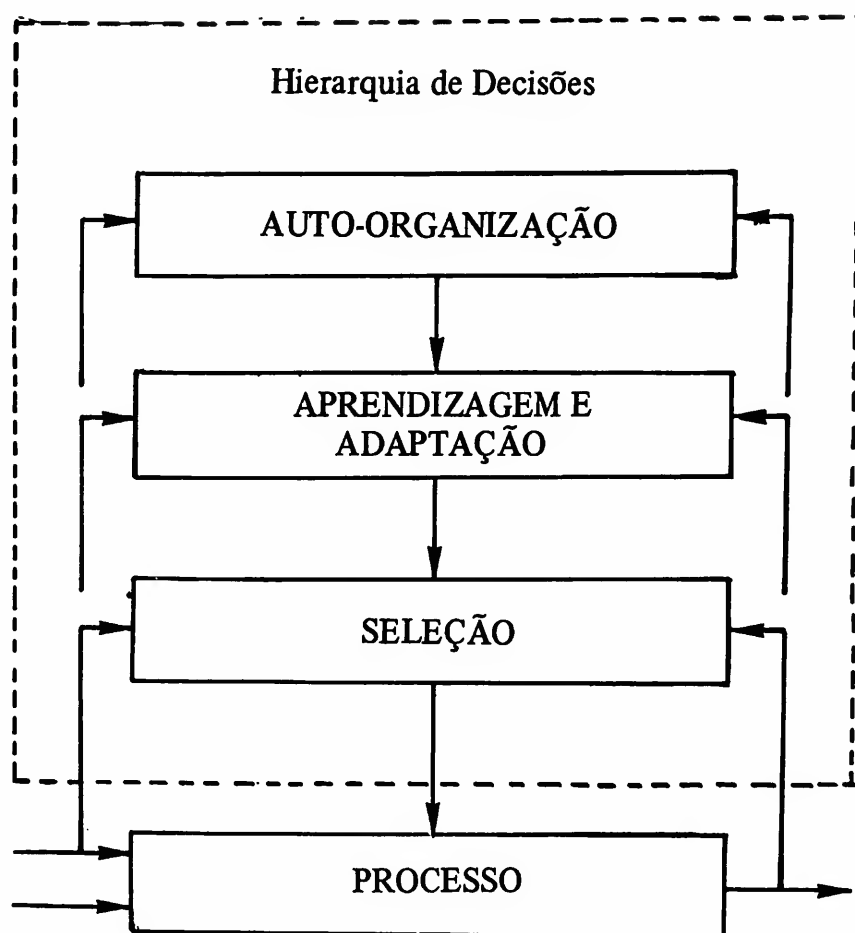 Hierarquia de Decisões
AUTO-ORGANIZAÇÃO
APRENDIZAGEM E
ADAPTAÇÃO
SELEÇÃO
PROCESSO